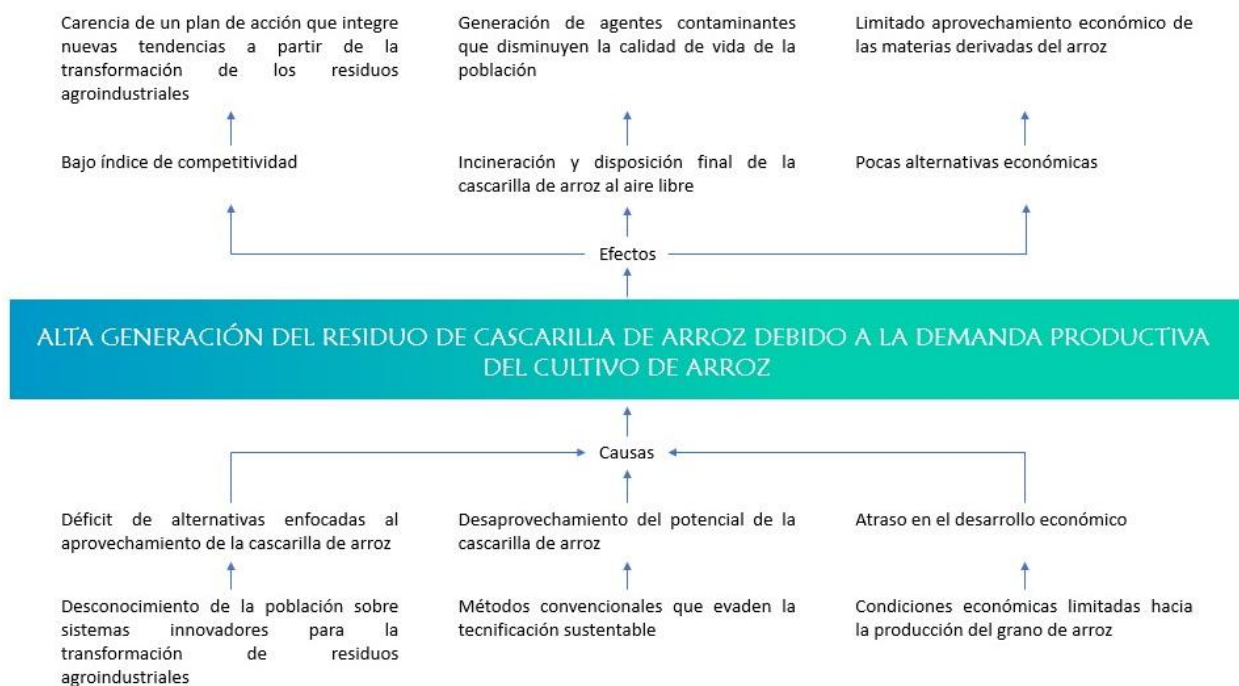 Carencia de un plan de acción que integre
nuevas tendencias a partir de la
transformación de los residuos
agroindustriales
Generación de agentes contaminantes
que disminuyen la calidad de vida de la
población
Limitado aprovechamiento económico de
las materias derivadas del arroz
Bajo índice de competitividad
Incineración y disposición final de la
cascarilla de arroz al aire libre
Pocas alternativas económicas
Efectos
ALTA GENERACIÓN DEL RESIDUO DE CASCARILLA DE ARROZ DEBIDO A LA DEMANDA PRODUCTIVA
DEL CULTIVO DE ARROZ
Causas
Déficit de alternativas enfocadas al
aprovechamiento de la cascarilla de arroz
Desaprovechamiento del potencial de la
cascarilla de arroz
Atraso en el desarrollo económico
Desconocimiento de la población sobre
sistemas innovadores para la
transformación de residuos
agroindustriales
Métodos convencionales que evaden la
tecnificación sustentable
Condiciones económicas limitadas hacia
la producción del grano de arroz